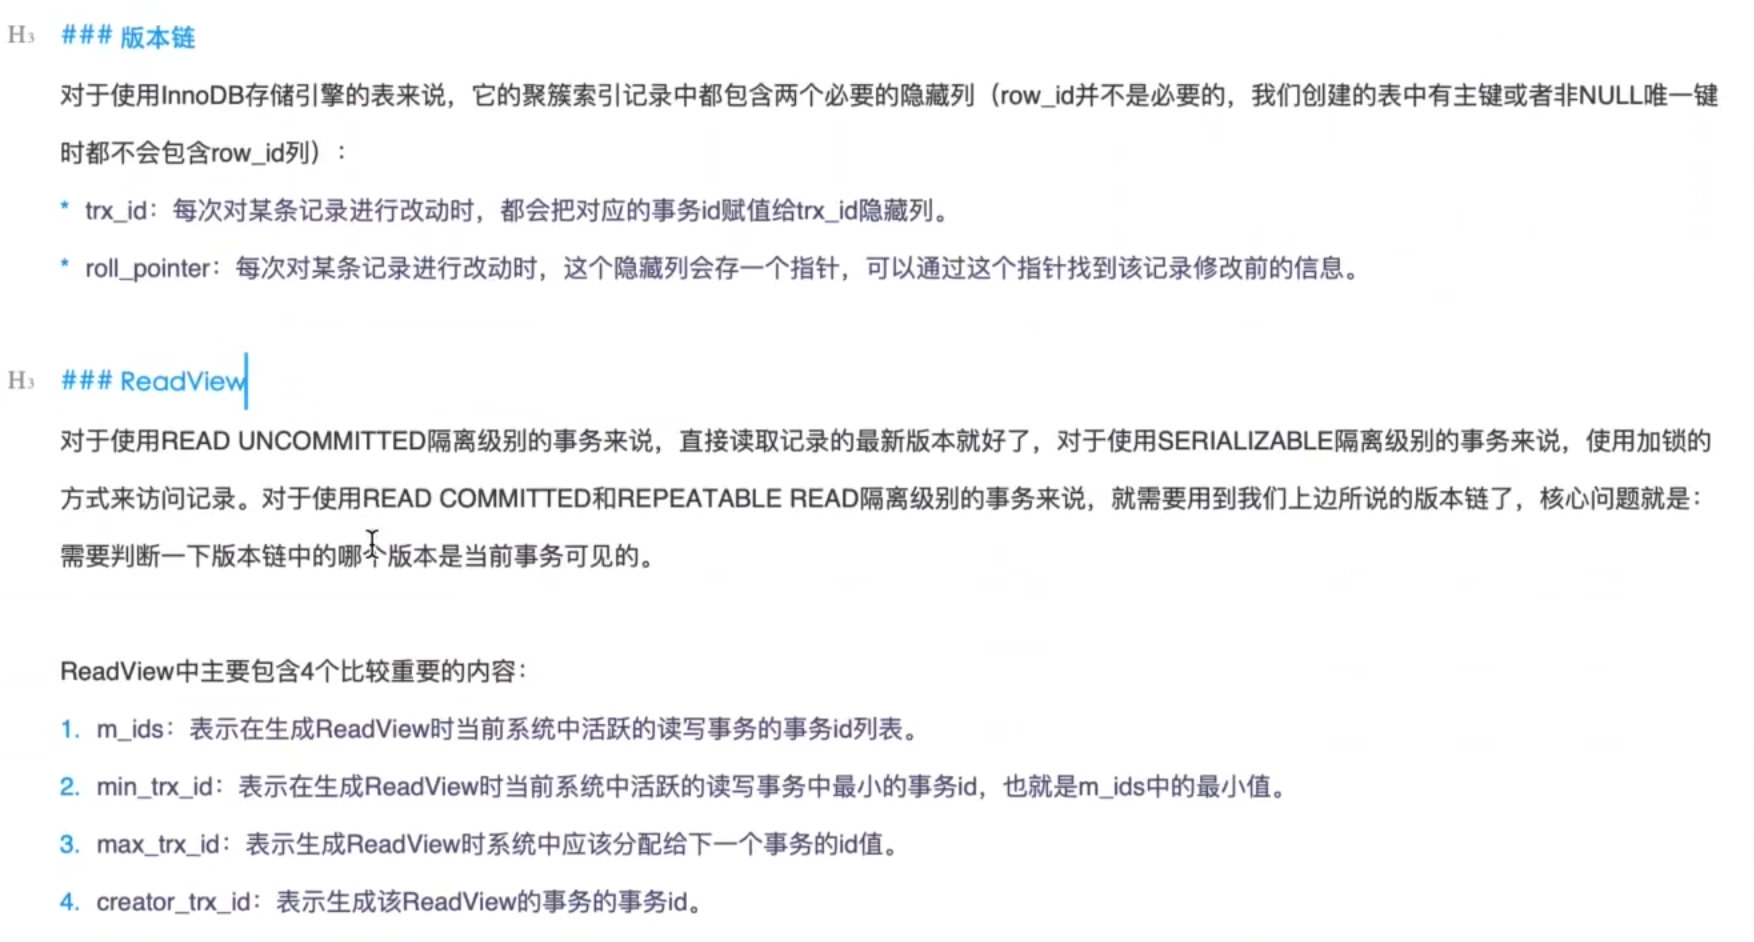 H3 ### 版本链
对于使用InnoDB存储引擎的表来说，它的聚簇索引记录中都包含两个必要的隐藏列（row_id并不是必要的，我们创建的表中有主键或者非NULL唯一键
时都不会包含row_id列）：
* trx_id：每次对某条记录进行改动时，都会把对应的事务id赋值给trx_id隐藏列。
* roll_pointer：每次对某条记录进行改动时，这个隐藏列会存一个指针，可以通过这个指针找到该记录修改前的信息。
H3 ### ReadView
对于使用READ UNCOMMITTED隔离级别的事务来说，直接读取记录的最新版本就好了，对于使用SERIALIZABLE隔离级别的事务来说，使用加锁的
方式来访问记录。对于使用READ COMMITTED和REPEATABLE READ隔离级别的事务来说，就需要用到我们上边所说的版本链了，核心问题就是：
需要判断一下版本链中的哪个版本是当前事务可见的。
ReadView中主要包含4个比较重要的内容：
1. m_ids：表示在生成ReadView时当前系统中活跃的读写事务的事务id列表。
2. min_trx_id：表示在生成ReadView时当前系统中活跃的读写事务中最小的事务id，也就是m_ids中的最小值。
3. max_trx_id：表示生成ReadView时系统中应该分配给下一个事务的id值。
4. creator_trx_id：表示生成该ReadView的事务的事务id。